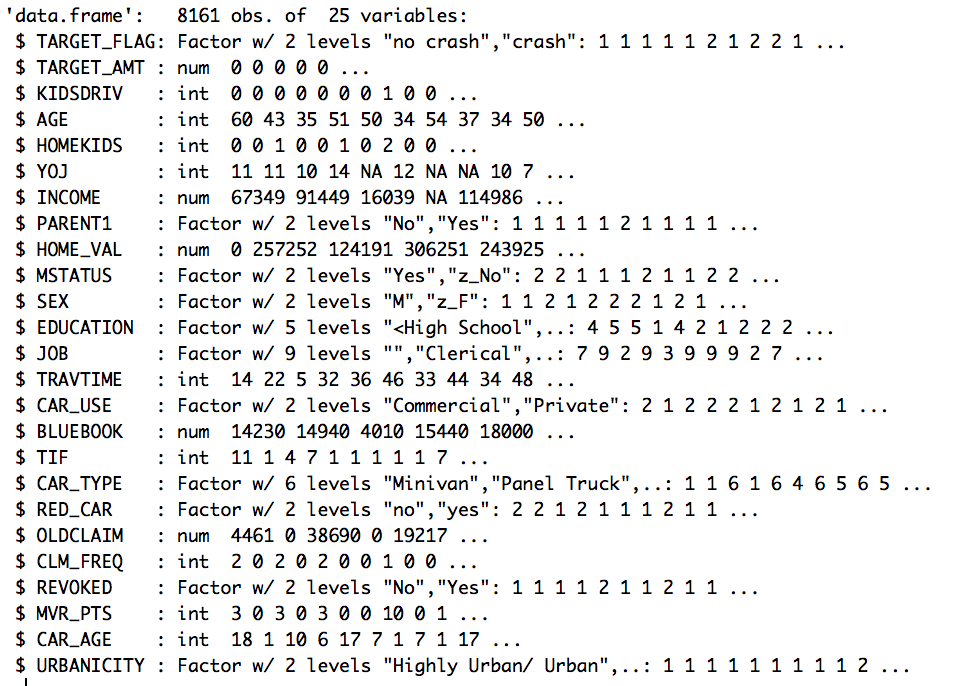 'data.frame':   8161 obs. of  25 variables:
 $ TARGET_FLAG: Factor w/ 2 levels "no crash","crash": 1 1 1 1 1 2 1 2 2 1 ...
 $ TARGET_AMT : num  0 0 0 0 0 ...
 $ KIDSDRIV   : int  0 0 0 0 0 0 0 1 0 0 ...
 $ AGE        : int  60 43 35 51 50 34 54 37 34 50 ...
 $ HOMEKIDS   : int  0 0 1 0 0 1 0 2 0 0 ...
 $ YOJ        : int  11 11 10 14 NA 12 NA NA 10 7 ...
 $ INCOME     : num  67349 91449 16039 NA 114986 ...
 $ PARENT1    : Factor w/ 2 levels "No","Yes": 1 1 1 1 1 2 1 1 1 1 ...
 $ HOME_VAL   : num  0 257252 124191 306251 243925 ...
 $ MSTATUS    : Factor w/ 2 levels "Yes","z_No": 2 2 1 1 1 2 1 1 2 2 ...
 $ SEX        : Factor w/ 2 levels "M","z_F": 1 1 2 1 2 2 2 1 2 1 ...
 $ EDUCATION  : Factor w/ 5 levels "<High School",..: 4 5 5 1 4 2 1 2 2 2 ...
 $ JOB        : Factor w/ 9 levels "","Clerical",..: 7 9 2 9 3 9 9 9 2 7 ...
 $ TRAVTIME   : int  14 22 5 32 36 46 33 44 34 48 ...
 $ CAR_USE    : Factor w/ 2 levels "Commercial","Private": 2 1 2 2 2 1 2 1 2 1 ...
 $ BLUEBOOK   : num  14230 14940 4010 15440 18000 ...
 $ TIF        : int  11 1 4 7 1 1 1 1 1 7 ...
 $ CAR_TYPE   : Factor w/ 6 levels "Minivan","Panel Truck",..: 1 1 6 1 6 4 6 5 6 5 ...
 $ RED_CAR    : Factor w/ 2 levels "no","yes": 2 2 1 2 1 1 1 2 1 1 ...
 $ OLDCLAIM   : num  4461 0 38690 0 19217 ...
 $ CLM_FREQ   : int  2 0 2 0 2 0 0 1 0 0 ...
 $ REVOKED    : Factor w/ 2 levels "No","Yes": 1 1 1 1 2 1 1 2 1 1 ...
 $ MVR_PTS    : int  3 0 3 0 3 0 0 10 0 1 ...
 $ CAR_AGE    : int  18 1 10 6 17 7 1 7 1 17 ...
 $ URBANICITY : Factor w/ 2 levels "Highly Urban/ Urban",..: 1 1 1 1 1 1 1 1 1 2 ...